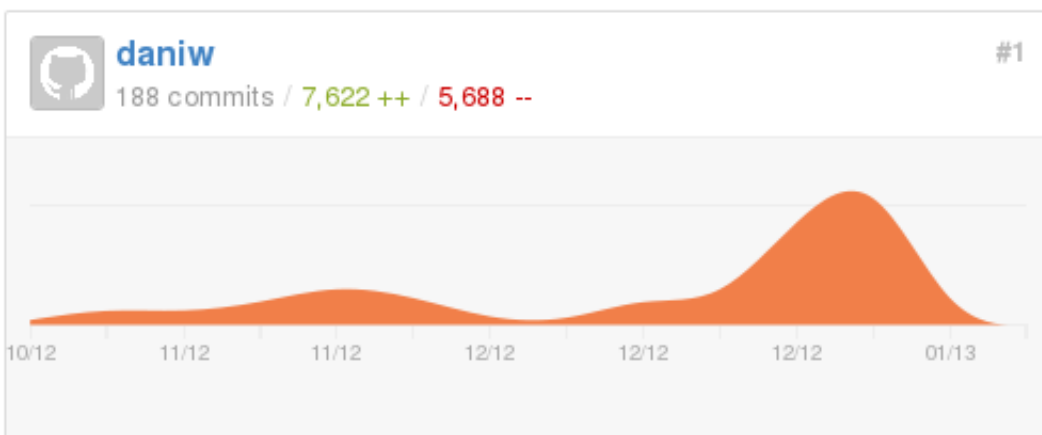 daniw
#1
188 commits / 7,622 ++ / 5,688 --
10/12 11/12 11/12 12/12 12/12 12/12 01/13